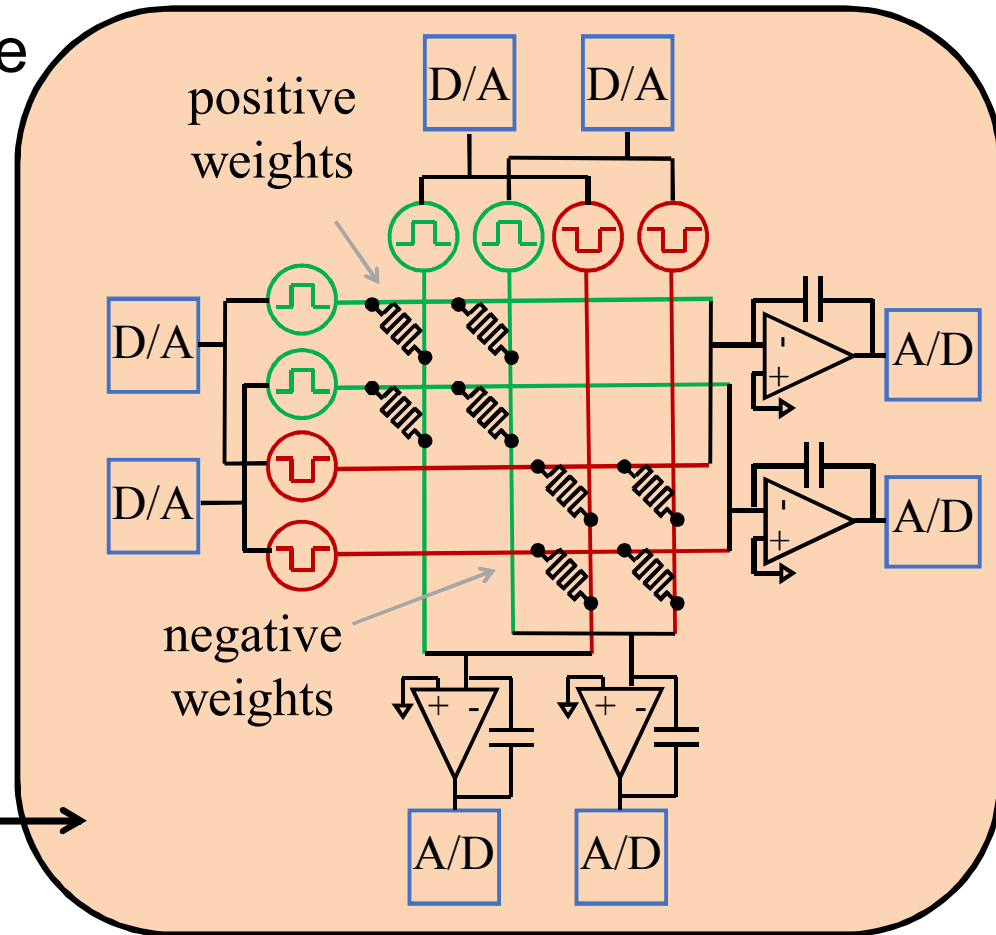 e
D/A
D/A
positive
weights
D/A
-
+
A/D
D/A
-
+
A/D
negative
weights
+ -
+ -
A/D
A/D